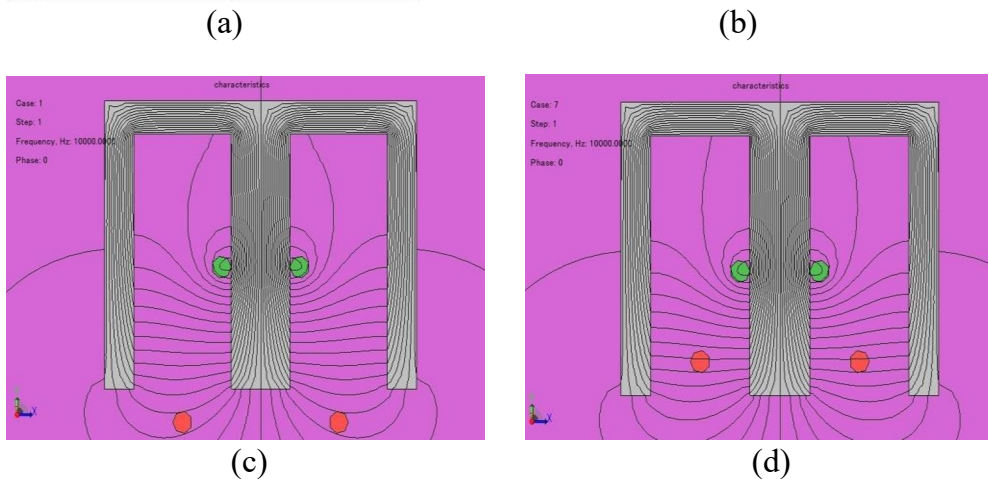 (a)
(b)
characteristics
Case: 1
Step: 1
Frequency, Hz: 10000.0000
Phase: 0
X
characteristics
Case: 7
Step: 1
Frequency, Hz: 10000.0000
Phase: 0
X
(c)
(d)